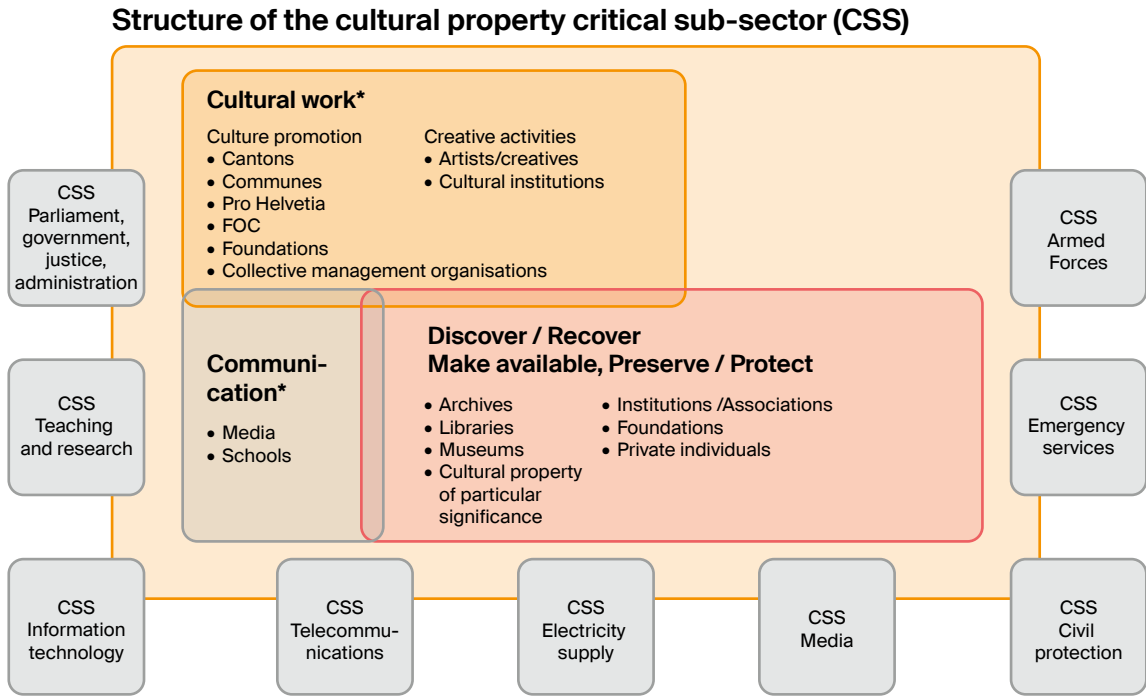 Structure of the cultural property critical sub-sector (CSS)
Cultural work*
Culture promotion
• Cantons
• Communes
• Pro Helvetia
• FOC
• Foundations
• Collective management organisations
Creative activities
• Artists/creatives
• Cultural institutions
CSS
Parliament,
government,
justice,
administration
CSS
Armed
Forces
Communi-
cation*
• Media
• Schools
Discover / Recover
Make available, Preserve / Protect
• Archives
• Libraries
• Museums
• Cultural property
of particular
significance
• Institutions /Associations
• Foundations
• Private individuals
CSS
Teaching
and research
CSS
Emergency
services
CSS
Information
technology
CSS
Telecommu-
nications
CSS
Electricity
supply
CSS
Media
CSS
Civil
protection